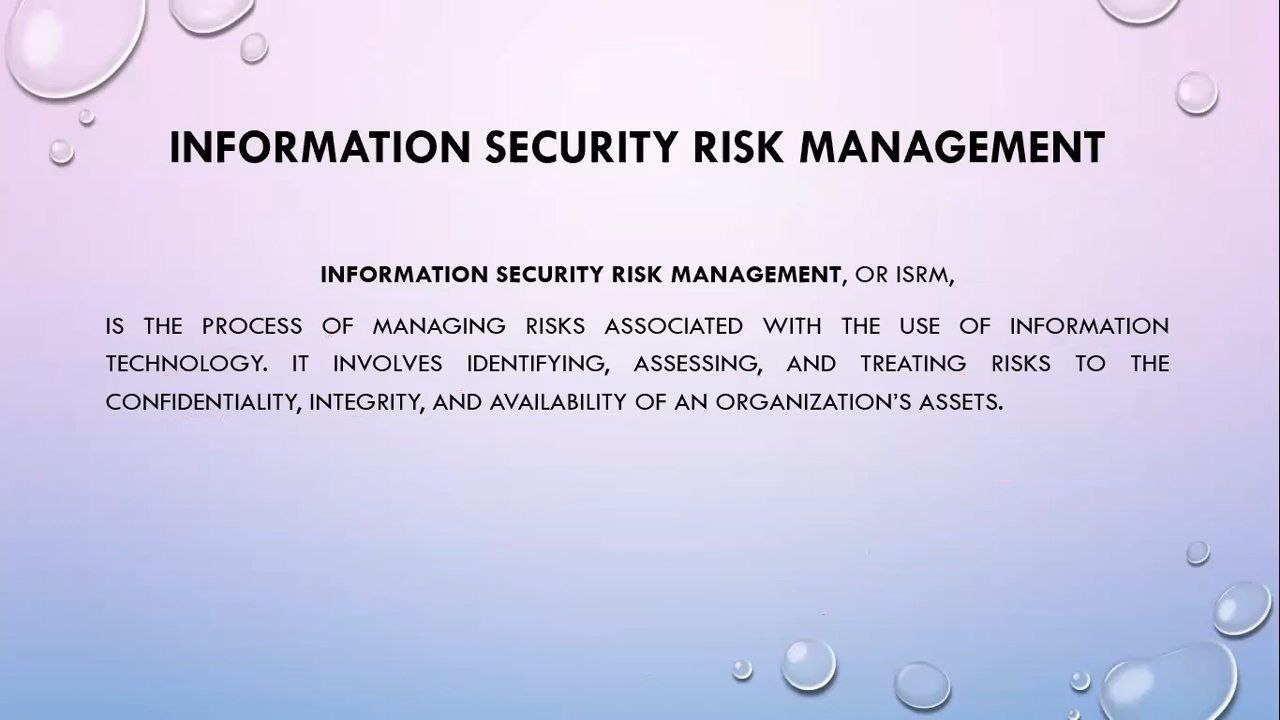 INFORMATION SECURITY RISK MANAGEMENT
INFORMATION SECURITY RISK MANAGEMENT, OR ISRM,
IS THE PROCESS OF MANAGING RISKS ASSOCIATED WITH THE USE OF INFORMATION
TECHNOLOGY. IT INVOLVES IDENTIFYING, ASSESSING, AND TREATING RISKS TO THE
CONFIDENTIALITY, INTEGRITY, AND AVAILABILITY OF AN ORGANIZATION’S ASSETS.